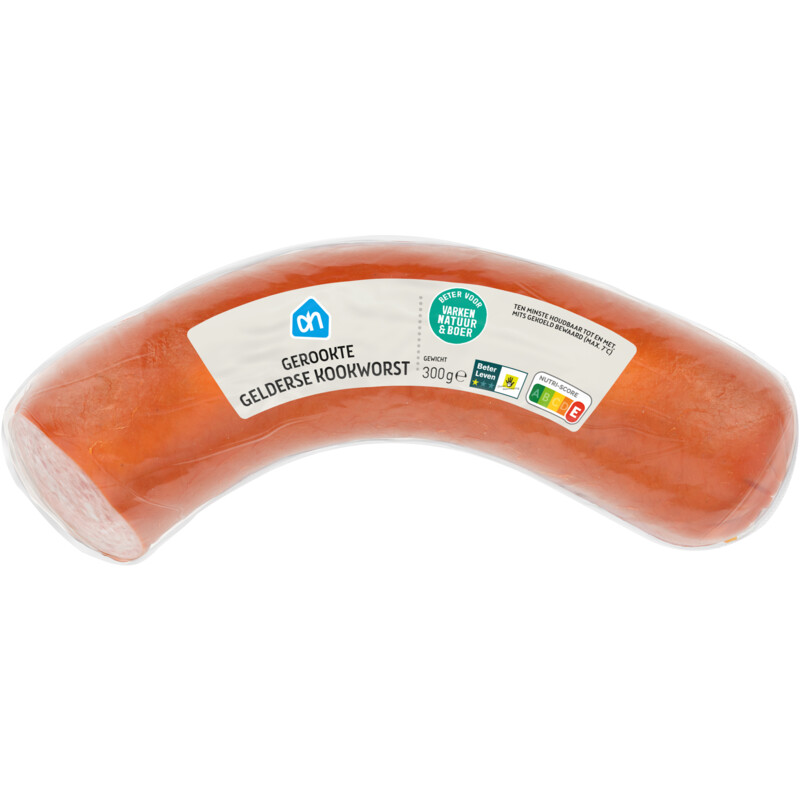 ah
GEROOKTE
GELDERSE KOOKWORST
BETER VOOR
VARKEN
NATUUR
& BOER
GEWICHT
300g℮
Beter
Leven
TEN MINSTE HOUDBAAR TOT EN MET:
MITS GEKOELD BEWAARD (MAX. 7°C)
NUTRI-SCORE
A B C D E